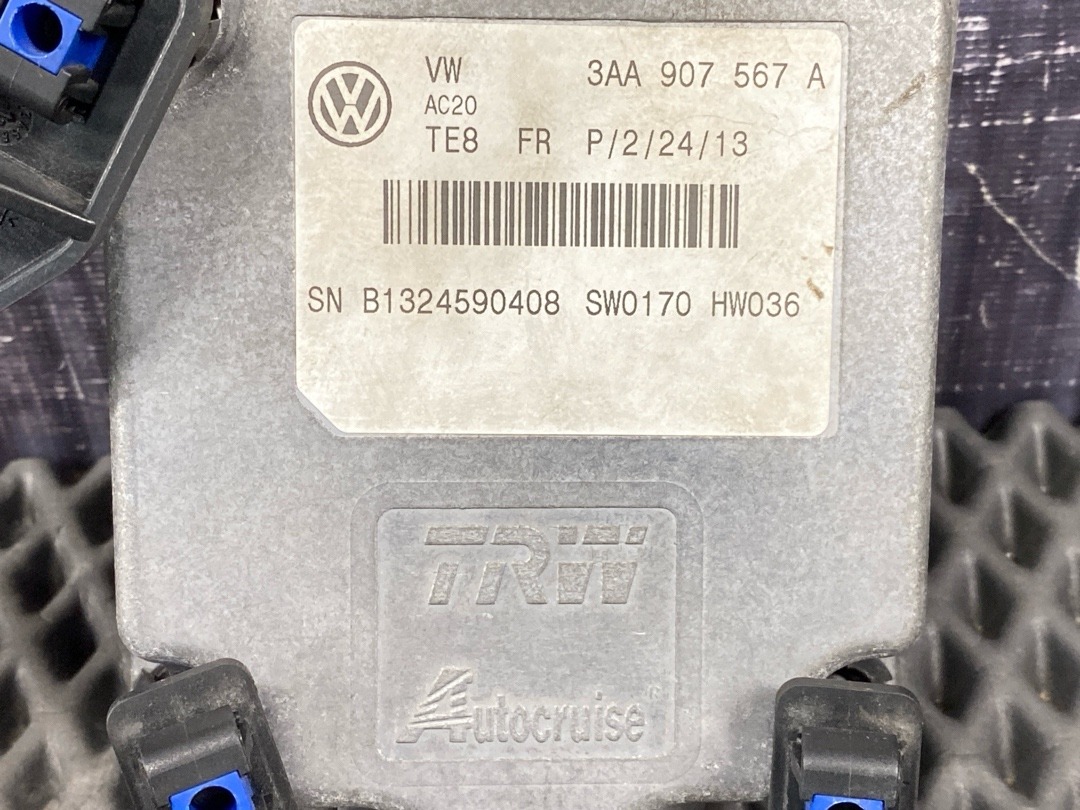 VW 3AA 907 567 A
AC20
TE8 FR P/2/24/13
SN B1324590408 SW0170 HW036
TRW
Autocruise